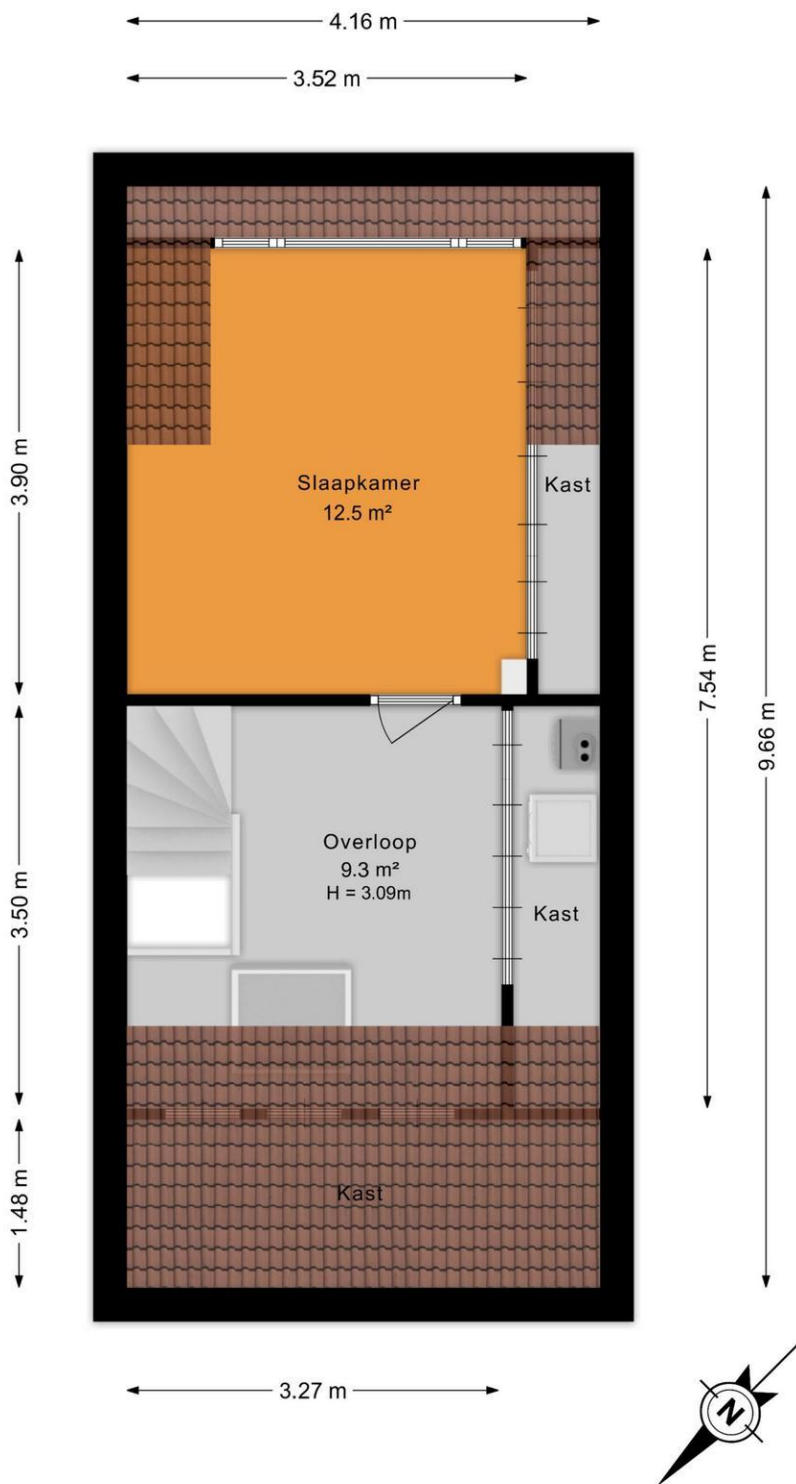 4.16 m
3.52 m
3.90 m
Slaapkamer
12.5 m²
Kast
7.54 m
9.66 m
3.50 m
Overloop
9.3 m²
H = 3.09m
Kast
1.48 m
Kast
3.27 m
N